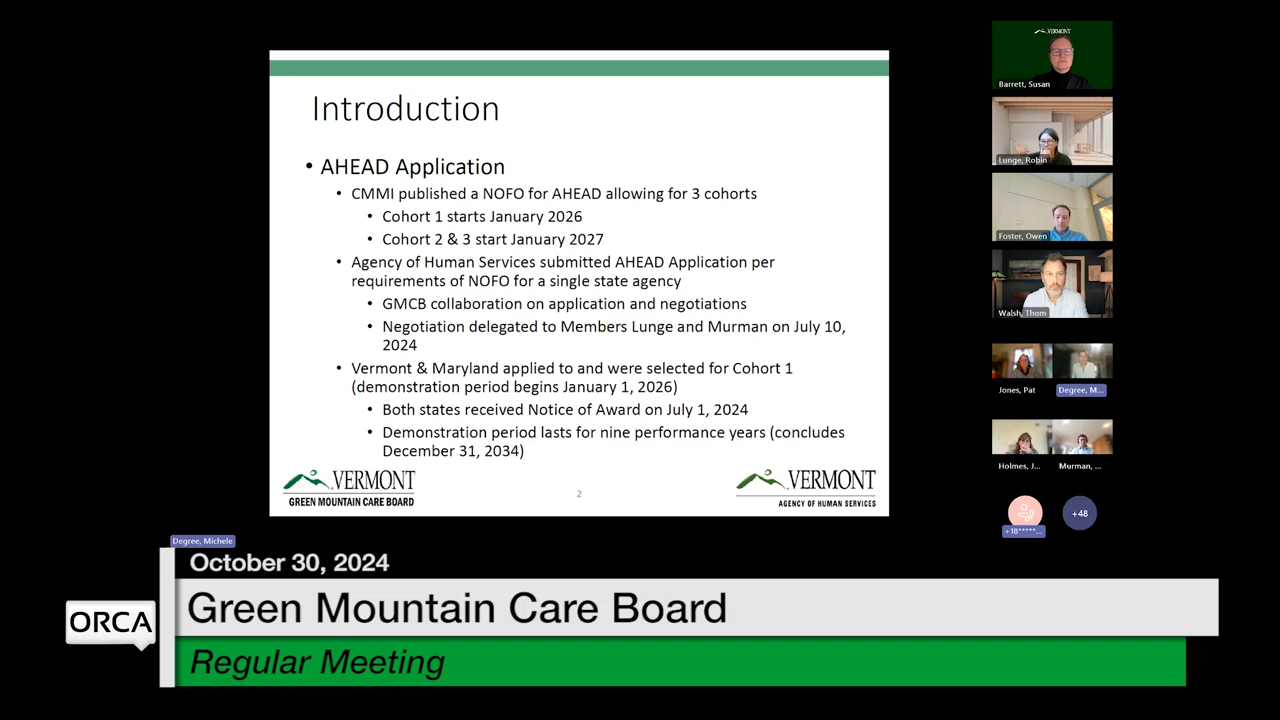 Introduction
• AHEAD Application
• CMMI published a NOFO for AHEAD allowing for 3 cohorts
• Cohort 1 starts January 2026
• Cohort 2 & 3 start January 2027
• Agency of Human Services submitted AHEAD Application per
requirements of NOFO for a single state agency
• GMCB collaboration on application and negotiations
• Negotiation delegated to Members Lunge and Murman on July 10,
2024
• Vermont & Maryland applied to and were selected for Cohort 1
(demonstration period begins January 1, 2026)
• Both states received Notice of Award on July 1, 2024
• Demonstration period lasts for nine performance years (concludes
December 31, 2034)
VERMONT
GREEN MOUNTAIN CARE BOARD
2
VERMONT
AGENCY OF HUMAN SERVICES
VERMONT
Barrett, Susan
Lunge, Robin
Foster, Owen
Walsh, Thom
Jones, Pat
Degree, M...
Holmes, J...
Murman, ...
+18*****...
+48
Degree, Michele
October 30, 2024
ORCA
Green Mountain Care Board
Regular Meeting